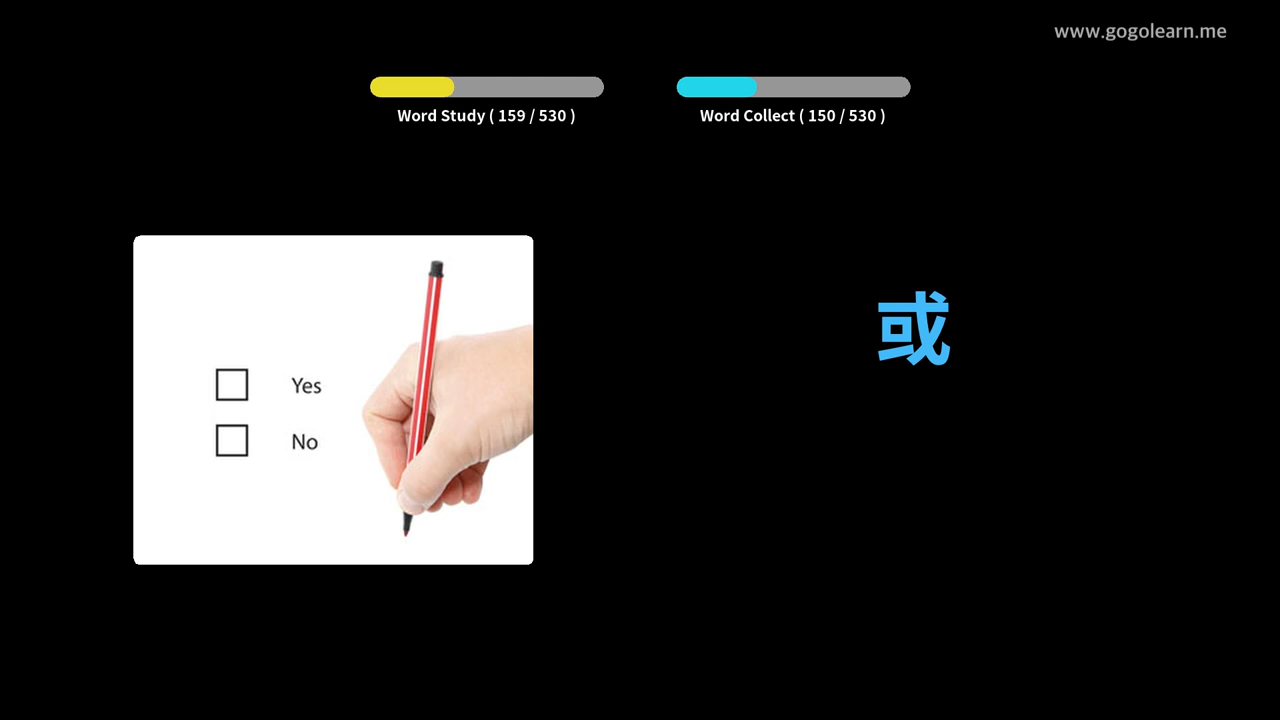 www.gogolearn.me
Word Study ( 159 / 530 )
Word Collect ( 150 / 530 )
Yes
No
或